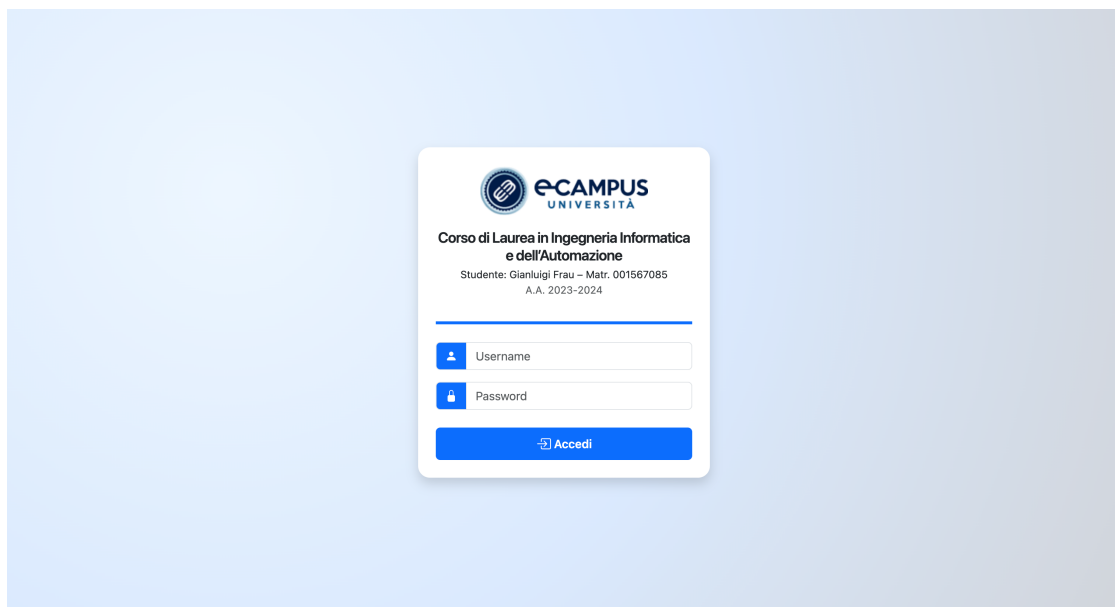 e-CAMPUS
UNIVERSITÀ
Corso di Laurea in Ingegneria Informatica
e dell'Automazione
Studente: Gianluigi Frau – Matr. 001567085
A.A. 2023-2024
Username
Password
Accedi